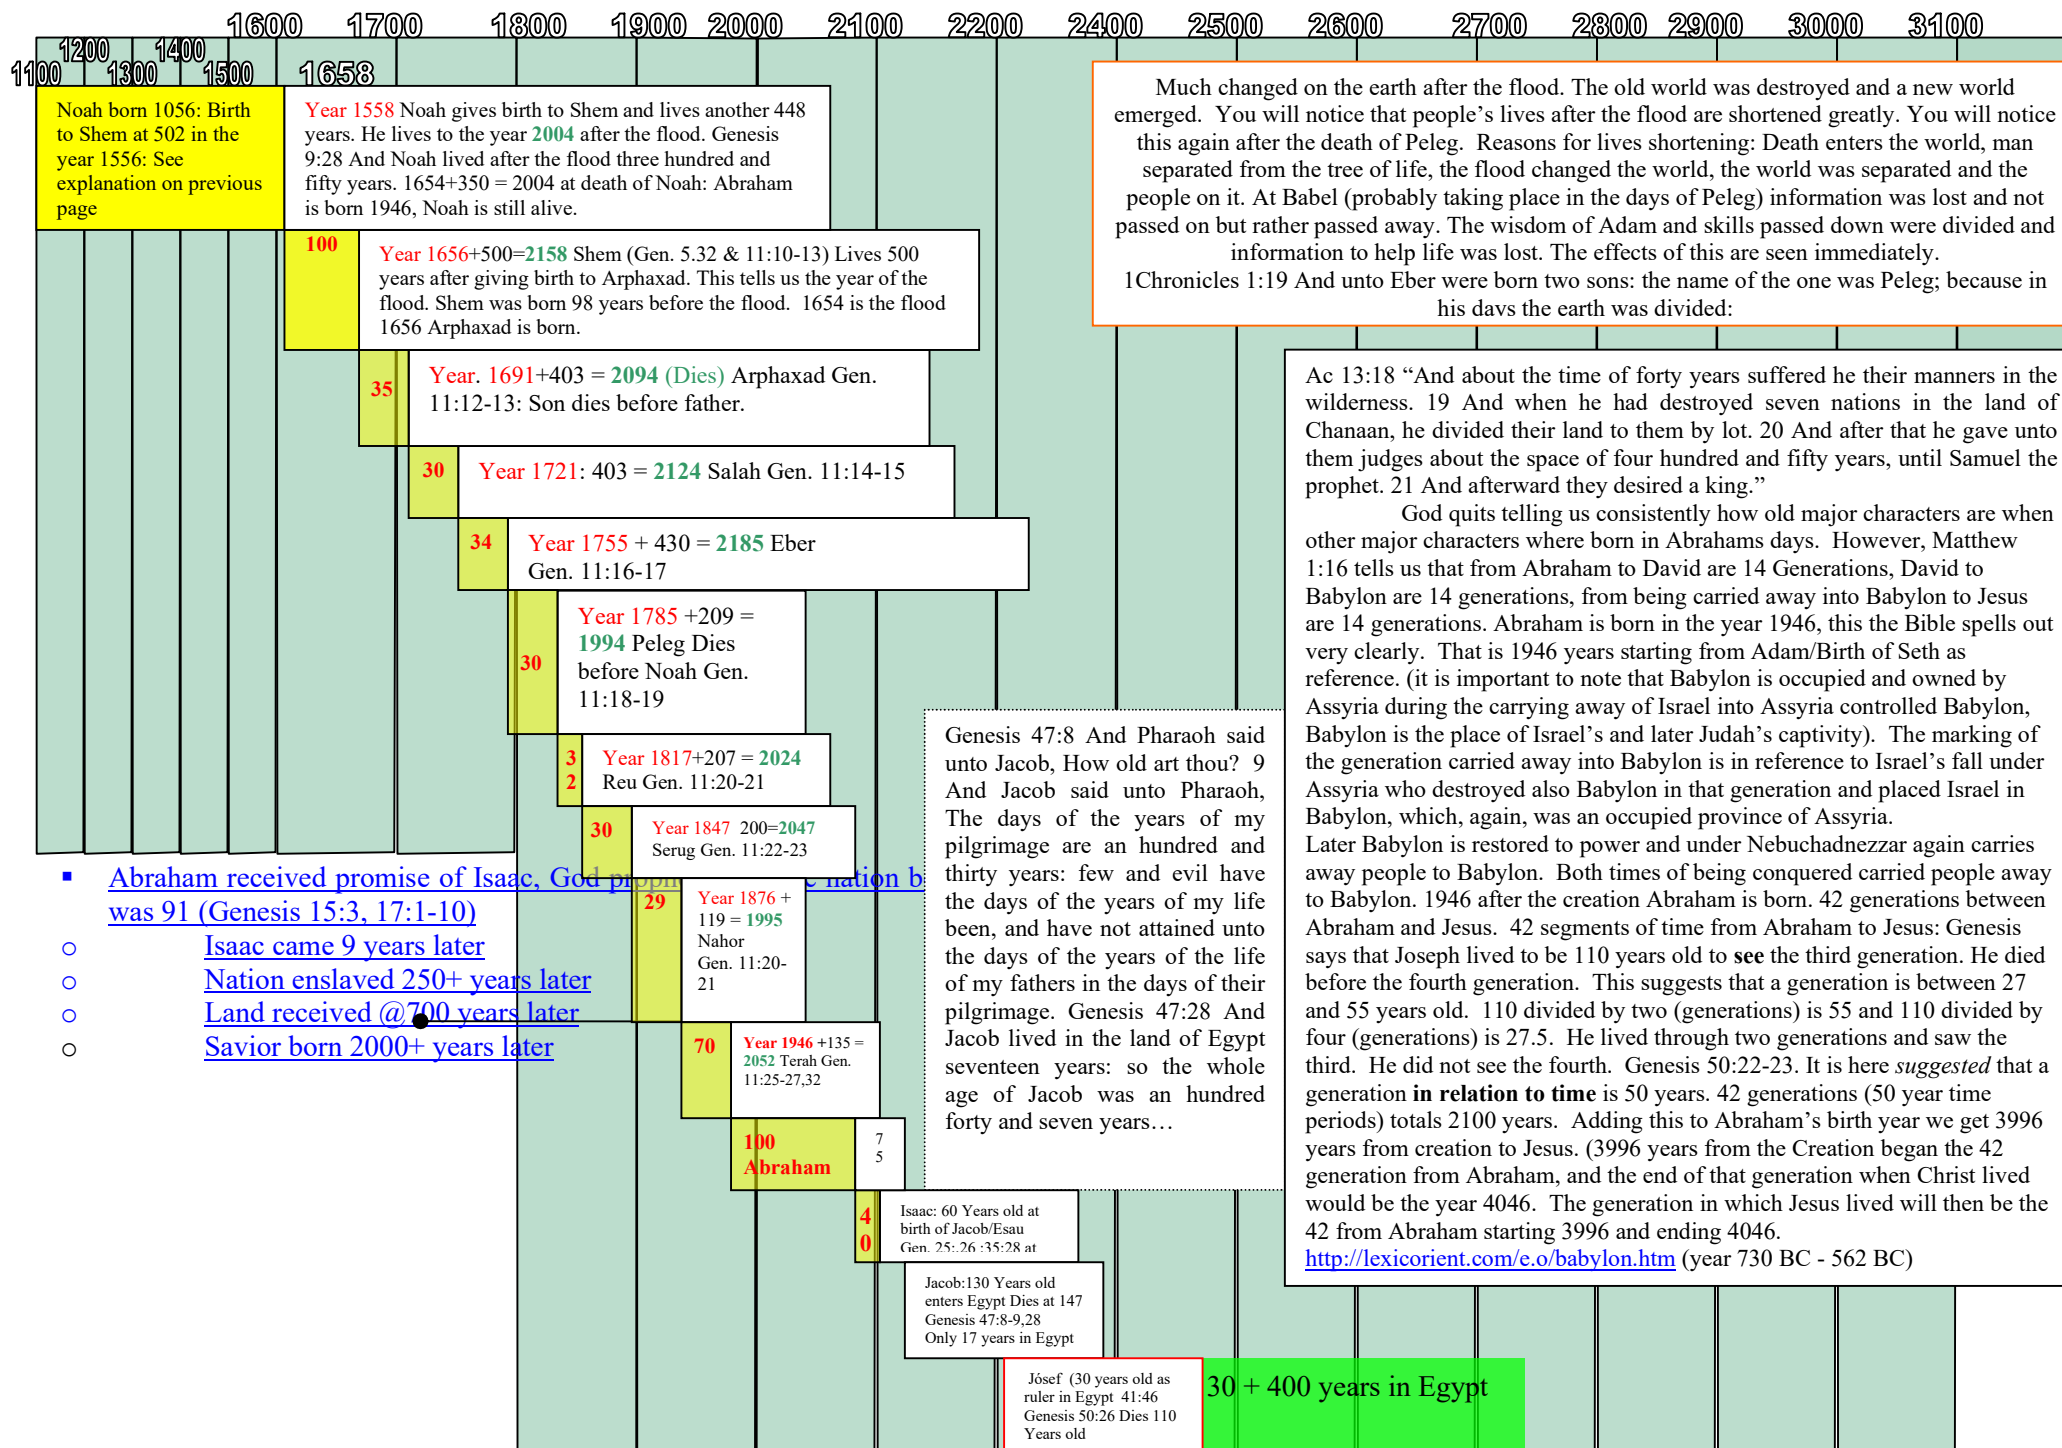 1600 1700 1800 1900 2000 2100 2200 2400 2500 2600 2700 2800 2900 3000 3100
1200 1400
1100 1300 1500 1658
Noah born 1056: Birth
to Shem at 502 in the
year 1556: See
explanation on previous
page
Year 1558 Noah gives birth to Shem and lives another 448
years. He lives to the year 2004 after the flood. Genesis
9:28 And Noah lived after the flood three hundred and
fifty years. 1654+350 = 2004 at death of Noah: Abraham
is born 1946, Noah is still alive.
Much changed on the earth after the flood. The old world was destroyed and a new world
emerged. You will notice that people's lives after the flood are shortened greatly. You will notice
this again after the death of Peleg. Reasons for lives shortening: Death enters the world, man
separated from the tree of life, the flood changed the world, the world was separated and the
people on it. At Babel (probably taking place in the days of Peleg) information was lost and not
passed on but rather passed away. The wisdom of Adam and skills passed down were divided and
information to help life was lost. The effects of this are seen immediately.
1Chronicles 1:19 And unto Eber were born two sons: the name of the one was Peleg; because in
his days the earth was divided:
100
Year 1656+500=2158 Shem (Gen. 5.32 & 11:10-13) Lives 500
years after giving birth to Arphaxad. This tells us the year of the
flood. Shem was born 98 years before the flood. 1654 is the flood
1656 Arphaxad is born.
35
Year. 1691+403 = 2094 (Dies) Arphaxad Gen.
11:12-13: Son dies before father.
30
Year 1721: 403 = 2124 Salah Gen. 11:14-15
34
Year 1755 + 430 = 2185 Eber
Gen. 11:16-17
30
Year 1785 +209 =
1994 Peleg Dies
before Noah Gen.
11:18-19
3
2
Year 1817+207 = 2024
Reu Gen. 11:20-21
30
Year 1847 200=2047
Serug Gen. 11:22-23
29
Year 1876 +
119 = 1995
Nahor
Gen. 11:20-
21
70
Year 1946 +135 =
2052 Terah Gen.
11:25-27,32
100
Abraham
7
5
4
0
Isaac: 60 Years old at
birth of Jacob/Esau
Gen. 25:.26 :35:28 at
Jacob:130 Years old
enters Egypt Dies at 147
Genesis 47:8-9,28
Only 17 years in Egypt
Jósef (30 years old as
ruler in Egypt 41:46
Genesis 50:26 Dies 110
Years old
30 + 400 years in Egypt
▪ Abraham received promise of Isaac, God nation b
was 91 (Genesis 15:3, 17:1-10)
o Isaac came 9 years later
o Nation enslaved 250+ years later
o Land received @700 years later
o Savior born 2000+ years later
Genesis 47:8 And Pharaoh said
unto Jacob, How old art thou? 9
And Jacob said unto Pharaoh,
The days of the years of my
pilgrimage are an hundred and
thirty years: few and evil have
the days of the years of my life
been, and have not attained unto
the days of the years of the life
of my fathers in the days of their
pilgrimage. Genesis 47:28 And
Jacob lived in the land of Egypt
seventeen years: so the whole
age of Jacob was an hundred
forty and seven years…
Ac 13:18 “And about the time of forty years suffered he their manners in the
wilderness. 19 And when he had destroyed seven nations in the land of
Chanaan, he divided their land to them by lot. 20 And after that he gave unto
them judges about the space of four hundred and fifty years, until Samuel the
prophet. 21 And afterward they desired a king.”
God quits telling us consistently how old major characters are when
other major characters where born in Abrahams days. However, Matthew
1:16 tells us that from Abraham to David are 14 Generations, David to
Babylon are 14 generations, from being carried away into Babylon to Jesus
are 14 generations. Abraham is born in the year 1946, this the Bible spells out
very clearly. That is 1946 years starting from Adam/Birth of Seth as
reference. (it is important to note that Babylon is occupied and owned by
Assyria during the carrying away of Israel into Assyria controlled Babylon,
Babylon is the place of Israel's and later Judah's captivity). The marking of
the generation carried away into Babylon is in reference to Israel's fall under
Assyria who destroyed also Babylon in that generation and placed Israel in
Babylon, which, again, was an occupied province of Assyria.
Later Babylon is restored to power and under Nebuchadnezzar again carries
away people to Babylon. Both times of being conquered carried people away
to Babylon. 1946 after the creation Abraham is born. 42 generations between
Abraham and Jesus. 42 segments of time from Abraham to Jesus: Genesis
says that Joseph lived to be 110 years old to see the third generation. He died
before the fourth generation. This suggests that a generation is between 27
and 55 years old. 110 divided by two (generations) is 55 and 110 divided by
four (generations) is 27.5. He lived through two generations and saw the
third. He did not see the fourth. Genesis 50:22-23. It is here suggested that a
generation in relation to time is 50 years. 42 generations (50 year time
periods) totals 2100 years. Adding this to Abraham's birth year we get 3996
years from creation to Jesus. (3996 years from the Creation began the 42
generation from Abraham, and the end of that generation when Christ lived
would be the year 4046. The generation in which Jesus lived will then be the
42 from Abraham starting 3996 and ending 4046.
http://lexicorient.com/e.o/babylon.htm (year 730 BC - 562 BC)